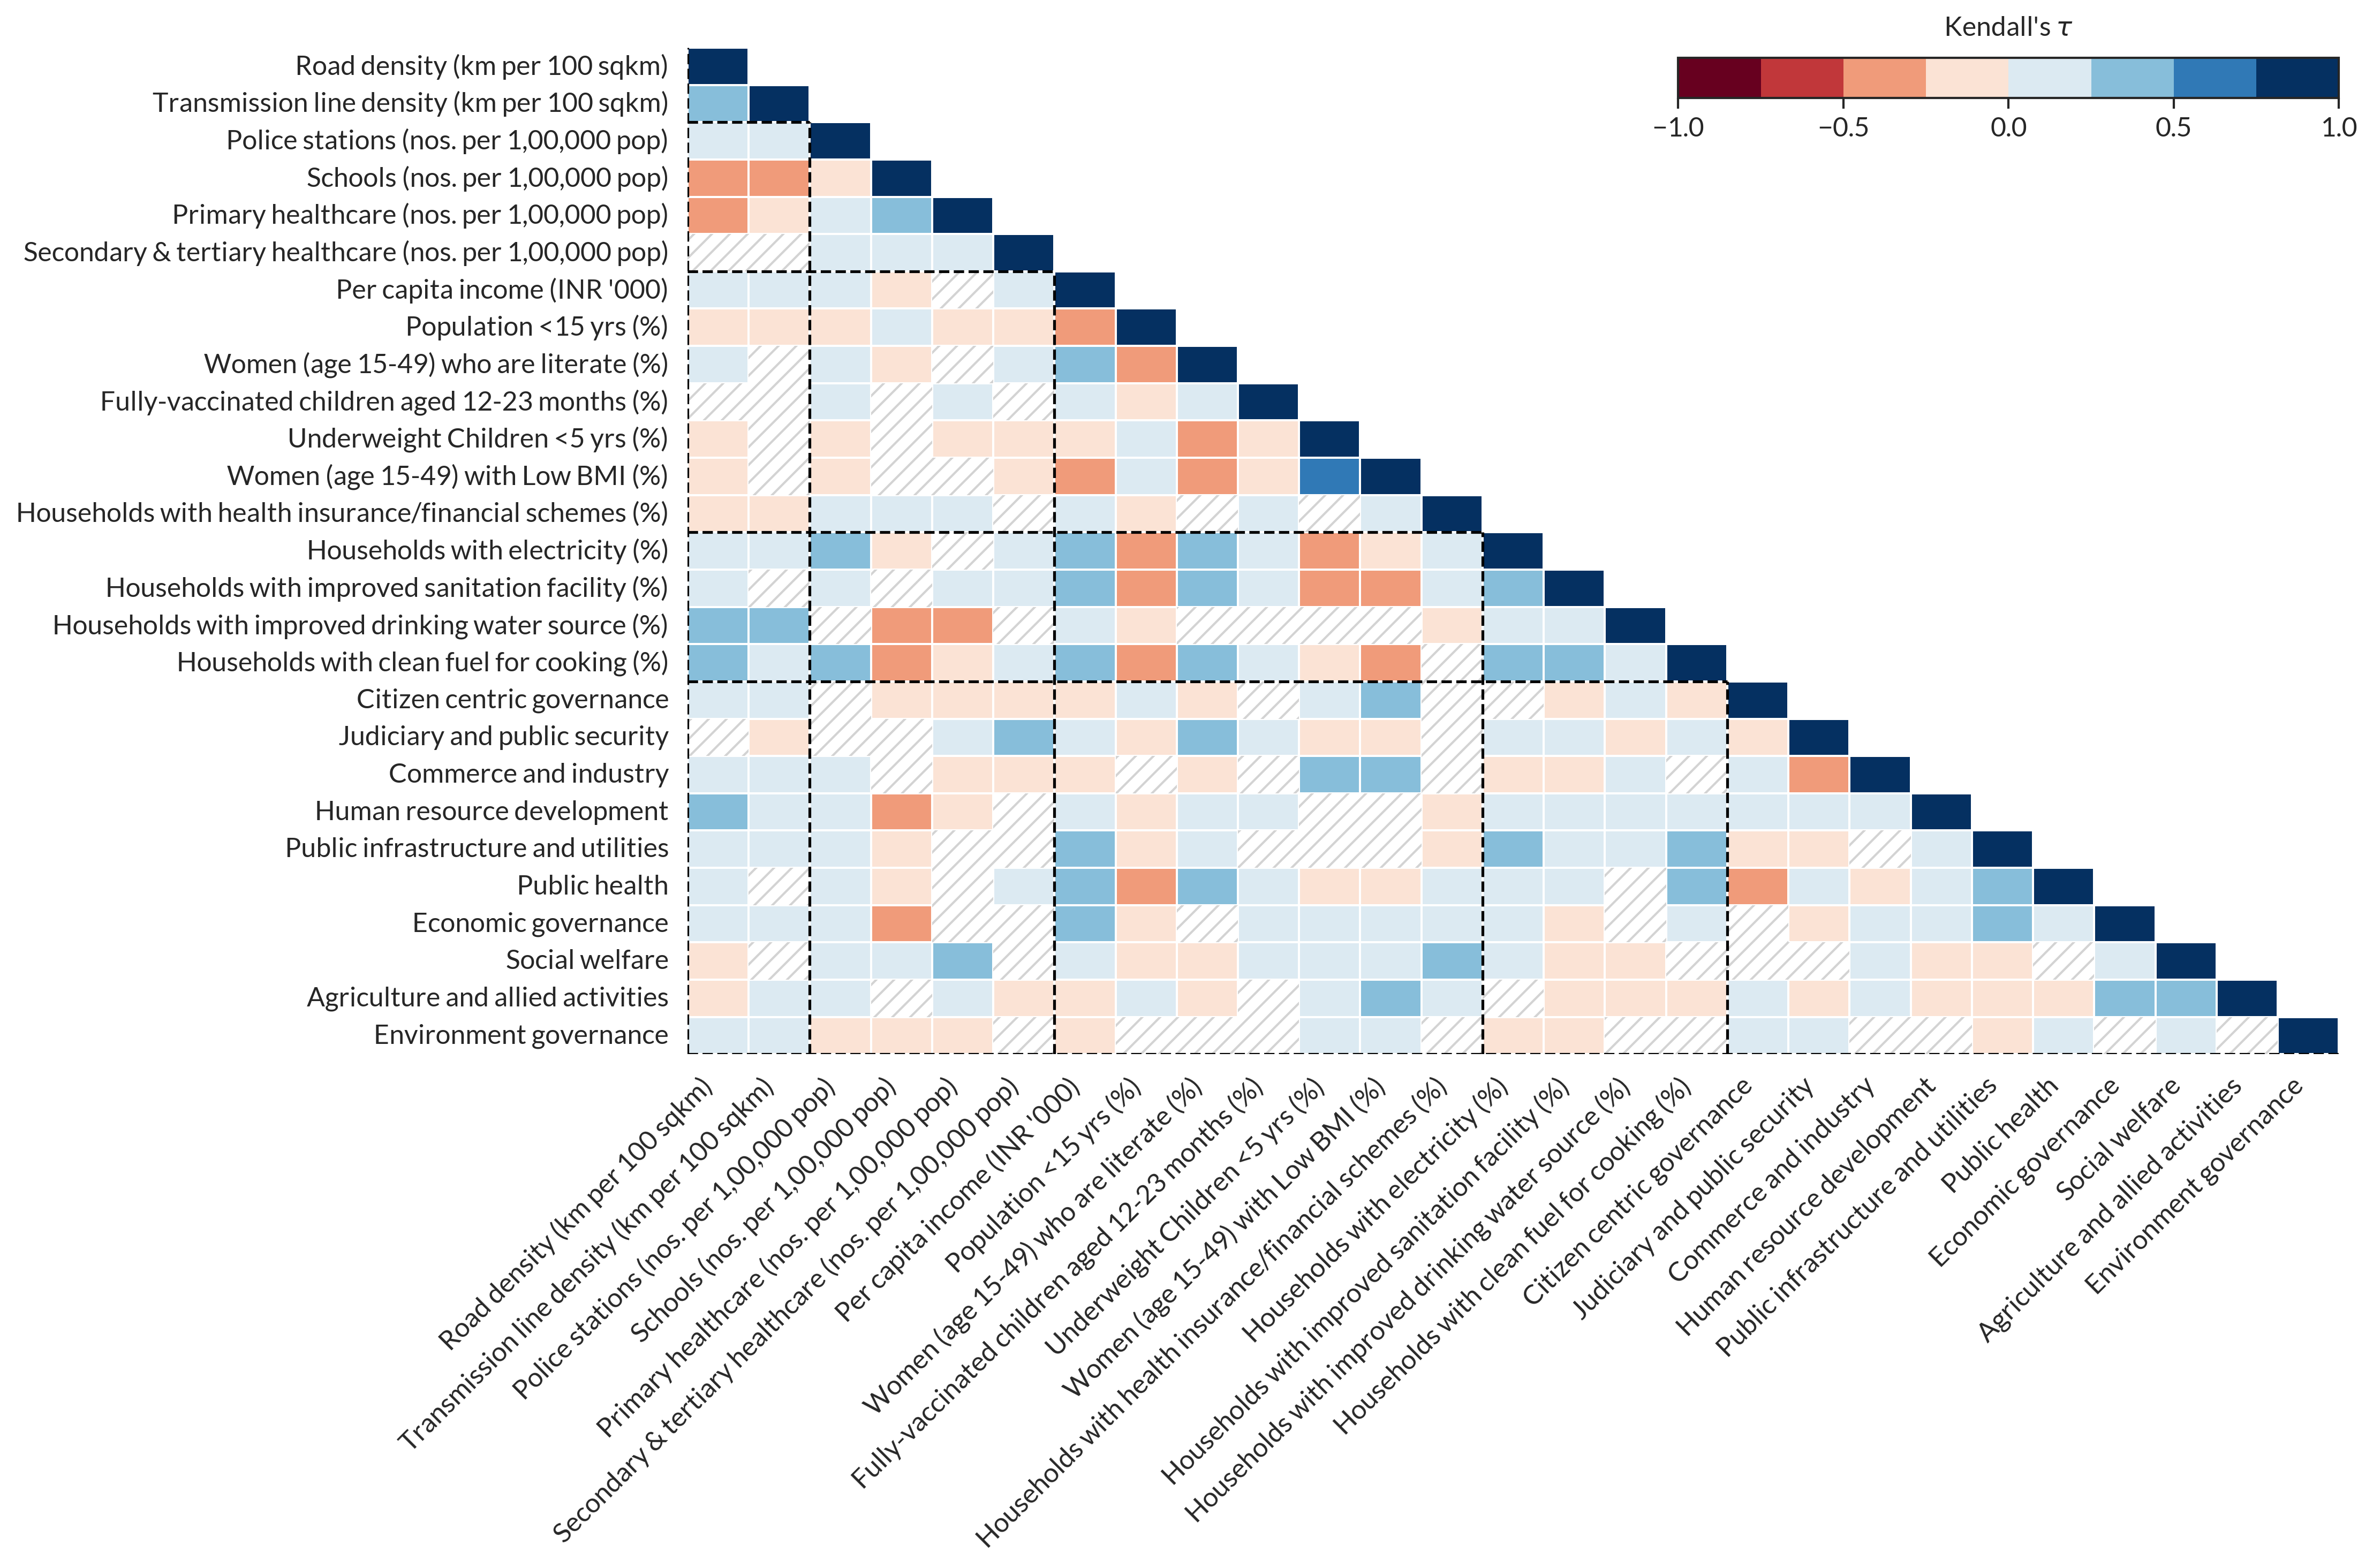 Kendall's τ
−1.0
−0.5
0.0
0.5
1.0
Road density (km per 100 sqkm)
Transmission line density (km per 100 sqkm)
Police stations (nos. per 1,00,000 pop)
Schools (nos. per 1,00,000 pop)
Primary healthcare (nos. per 1,00,000 pop)
Secondary & tertiary healthcare (nos. per 1,00,000 pop)
Per capita income (INR '000)
Population <15 yrs (%)
Women (age 15-49) who are literate (%)
Fully-vaccinated children aged 12-23 months (%)
Underweight Children <5 yrs (%)
Women (age 15-49) with Low BMI (%)
Households with health insurance/financial schemes (%)
Households with electricity (%)
Households with improved sanitation facility (%)
Households with improved drinking water source (%)
Households with clean fuel for cooking (%)
Citizen centric governance
Judiciary and public security
Commerce and industry
Human resource development
Public infrastructure and utilities
Public health
Economic governance
Social welfare
Agriculture and allied activities
Environment governance
Road density (km per 100 sqkm)
Transmission line density (km per 100 sqkm)
Police stations (nos. per 1,00,000 pop)
Schools (nos. per 1,00,000 pop)
Primary healthcare (nos. per 1,00,000 pop)
Secondary & tertiary healthcare (nos. per 1,00,000 pop)
Per capita income (INR '000)
Population <15 yrs (%)
Women (age 15-49) who are literate (%)
Fully-vaccinated children aged 12-23 months (%)
Underweight Children <5 yrs (%)
Women (age 15-49) with Low BMI (%)
Households with health insurance/financial schemes (%)
Households with electricity (%)
Households with improved sanitation facility (%)
Households with improved drinking water source (%)
Households with clean fuel for cooking (%)
Citizen centric governance
Judiciary and public security
Commerce and industry
Human resource development
Public infrastructure and utilities
Public health
Economic governance
Social welfare
Agriculture and allied activities
Environment governance